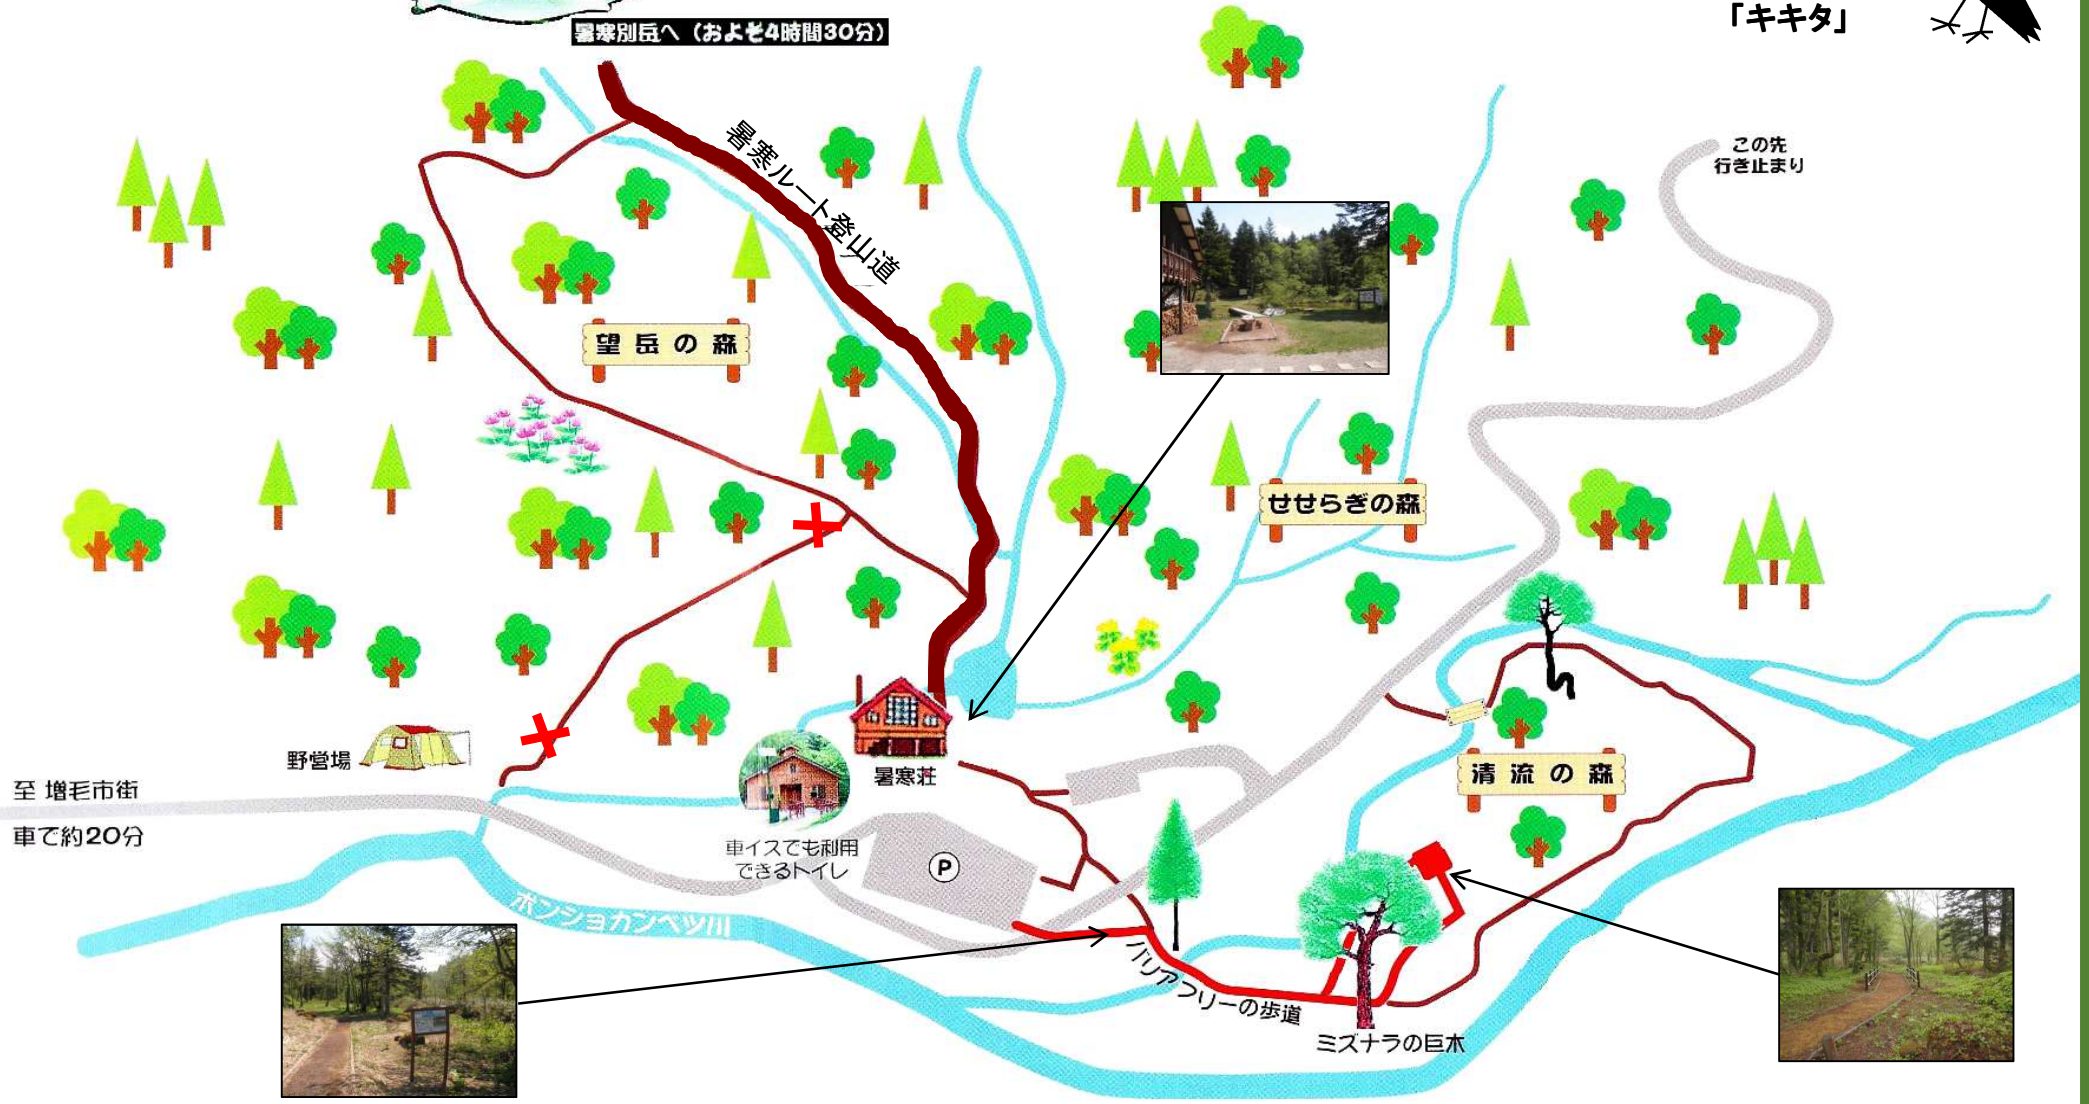 「キキタ」
暑寒別岳へ（およそ4時間30分）
暑寒ルート登山道
この先
行き止まり
望岳の森
せせらぎの森
清流の森
野営場
暑寒荘
至 増毛市街
車で約20分
車イスでも利用
できるトイレ
P
ポンショカンベツ川
バリアフリーの歩道
ミズナラの巨木